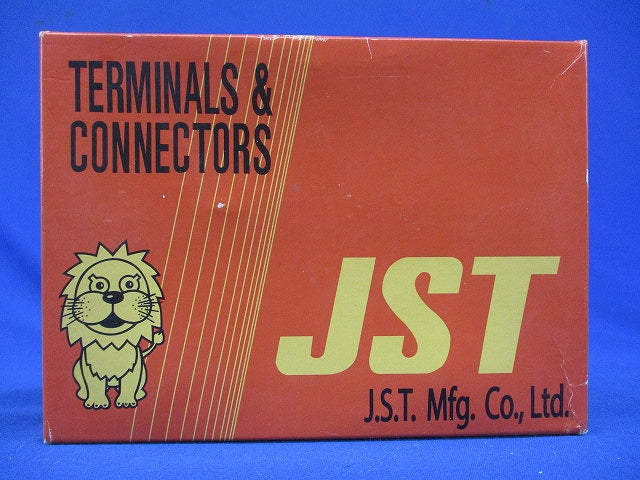 TERMINALS &
CONNECTORS
JST
J.S.T. Mfg. Co., Ltd.